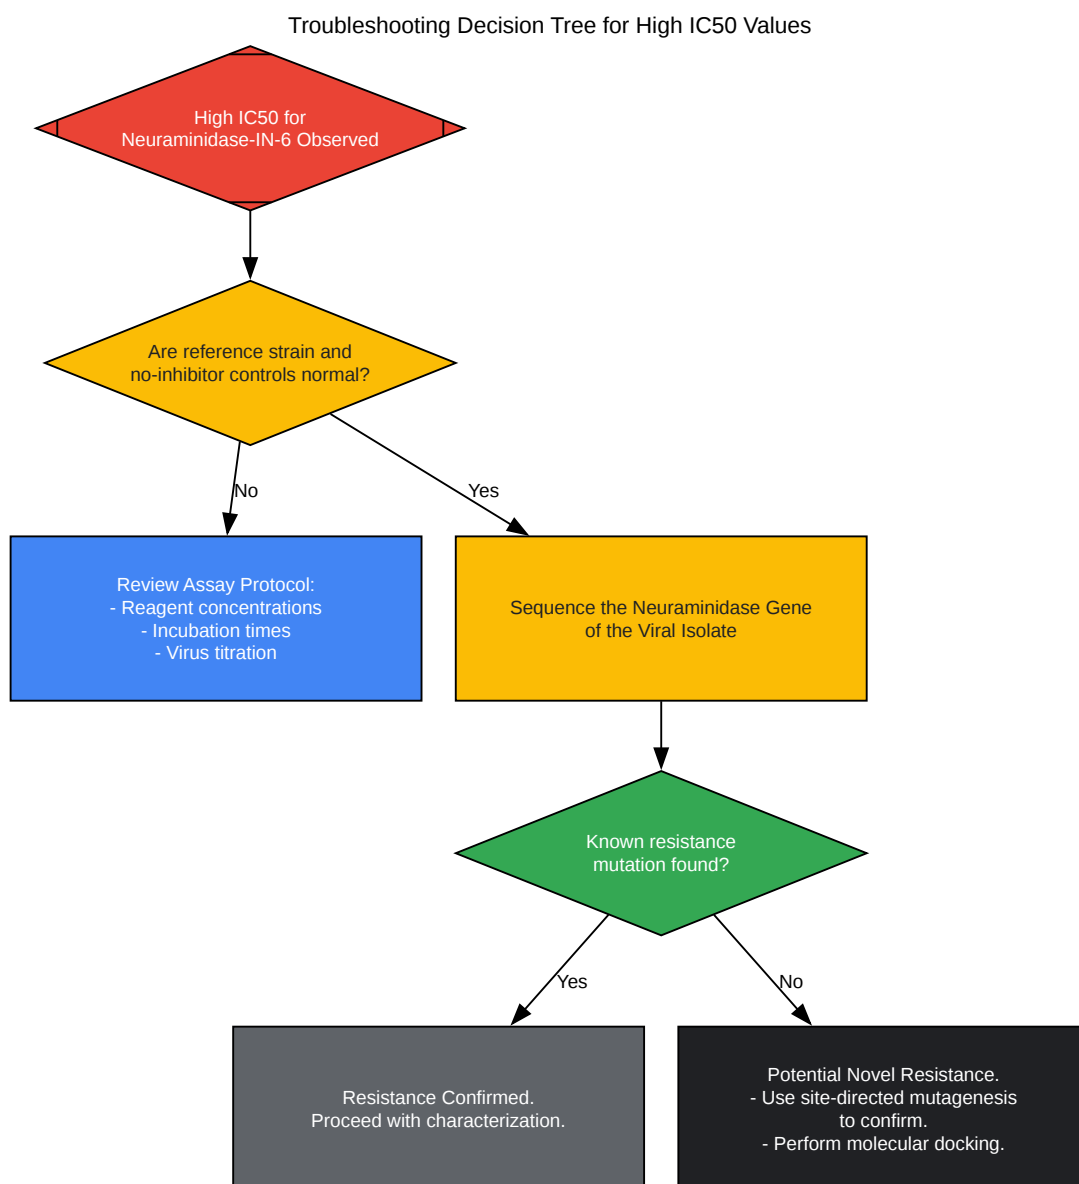 Troubleshooting Decision Tree for High IC50 Values
High IC50 for
Neuraminidase-IN-6 Observed
Are reference strain and
no-inhibitor controls normal?
No
Yes
Review Assay Protocol:
- Reagent concentrations
- Incubation times
- Virus titration
Sequence the Neuraminidase Gene
of the Viral Isolate
Known resistance
mutation found?
Yes
No
Resistance Confirmed.
Proceed with characterization.
Potential Novel Resistance.
- Use site-directed mutagenesis
to confirm.
- Perform molecular docking.